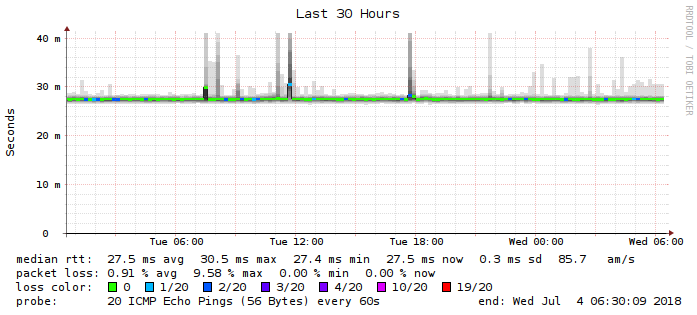 Last 30 Hours
RRDTOOL / TOBI OETIKER
Seconds
40 m
30 m
20 m
10 m
0
Tue 06:00 Tue 12:00 Tue 18:00 Wed 00:00 Wed 06:00
median rtt: 27.5 ms avg 30.5 ms max 27.4 ms min 27.5 ms now 0.3 ms sd 85.7 am/s
packet loss: 0.91 % avg 9.58 % max 0.00 % min 0.00 % now
loss color: 0 1/20 2/20 3/20 4/20 10/20 19/20
probe: 20 ICMP Echo Pings (56 Bytes) every 60s end: Wed Jul 4 06:30:09 2018